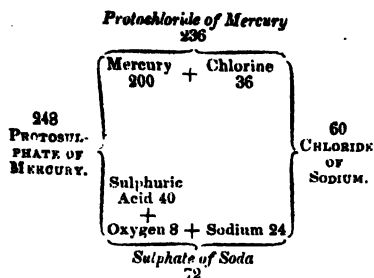 Protochloride of Mercury
236
Mercury + Chlorine
200 36
248
PROTOSUL-
PHATE OF
MERCURY.
60
CHLORIDE
OF
SODIUM.
Sulphuric
Acid 40
+
Oxygen 8 + Sodium 24
Sulphate of Soda
72